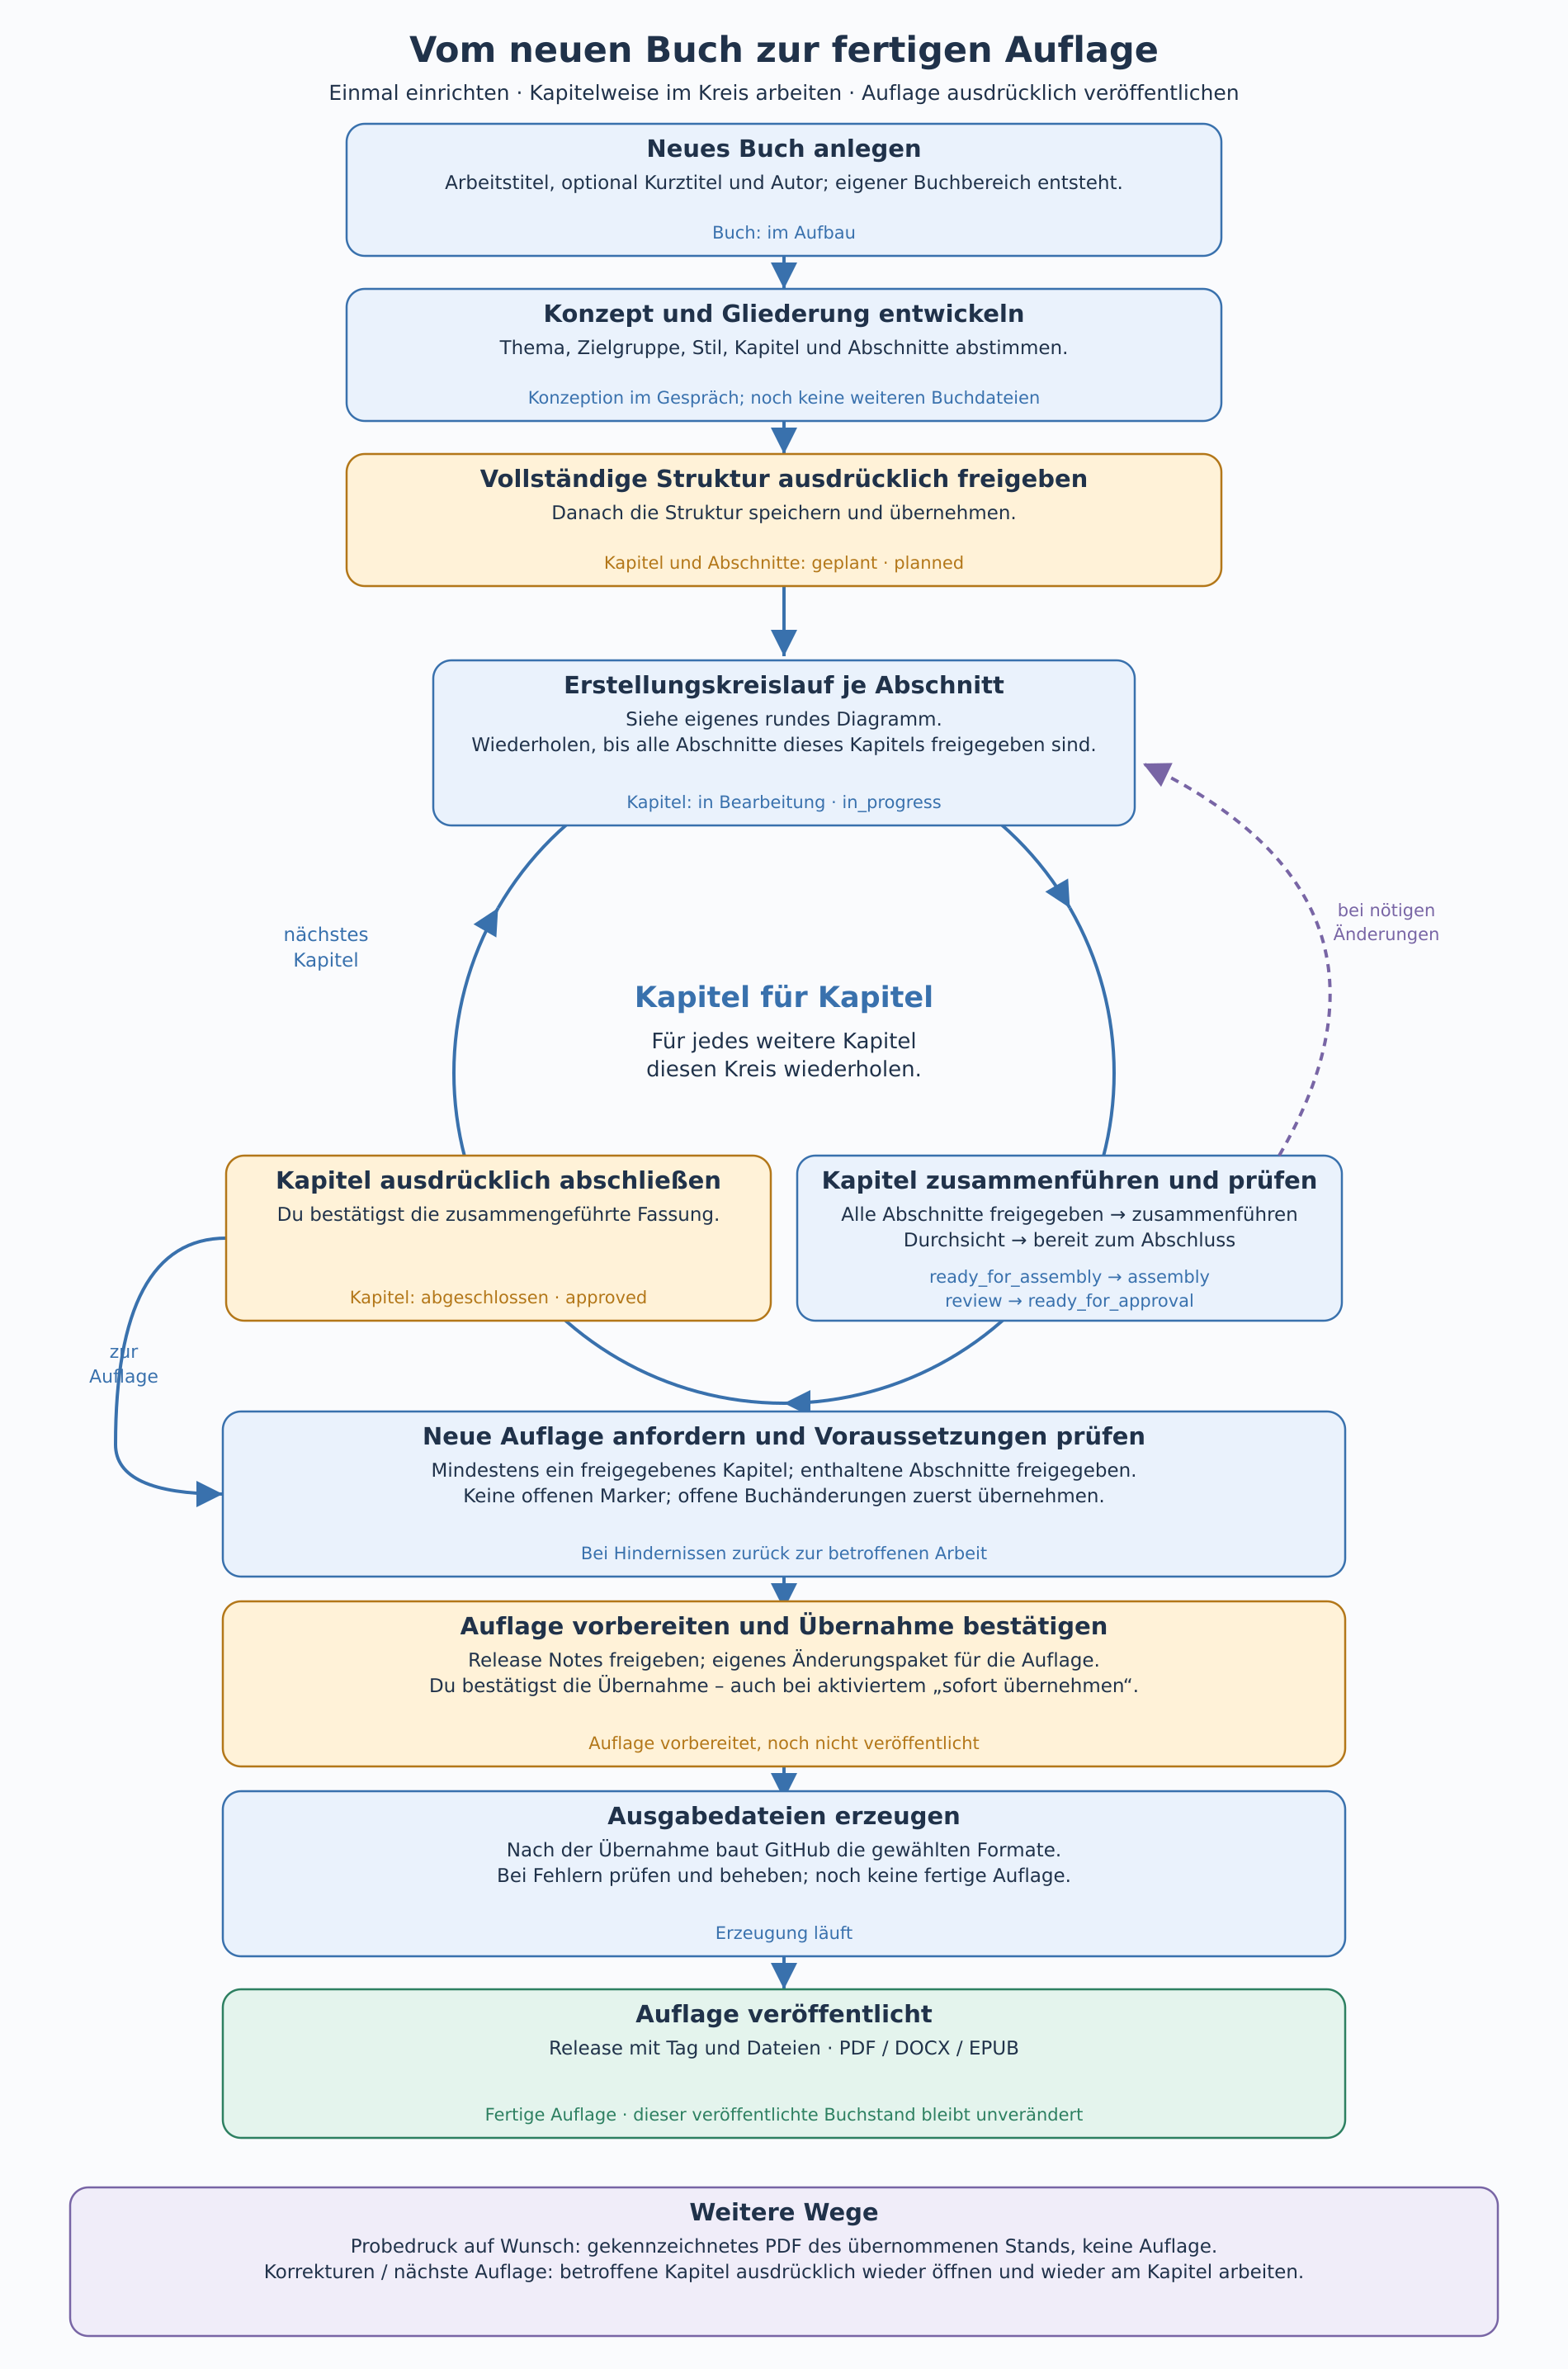 Vom neuen Buch zur fertigen Auflage
Einmal einrichten · Kapitelweise im Kreis arbeiten · Auflage ausdrücklich veröffentlichen
Neues Buch anlegen
Arbeitstitel, optional Kurztitel und Autor; eigener Buchbereich entsteht.
Buch: im Aufbau
Konzept und Gliederung entwickeln
Thema, Zielgruppe, Stil, Kapitel und Abschnitte abstimmen.
Konzeption im Gespräch; noch keine weiteren Buchdateien
Vollständige Struktur ausdrücklich freigeben
Danach die Struktur speichern und übernehmen.
Kapitel und Abschnitte: geplant · planned
Erstellungskreislauf je Abschnitt
Siehe eigenes rundes Diagramm.
Wiederholen, bis alle Abschnitte dieses Kapitels freigegeben sind.
Kapitel: in Bearbeitung · in_progress
bei nötigen
Änderungen
nächstes
Kapitel
Kapitel für Kapitel
Für jedes weitere Kapitel
diesen Kreis wiederholen.
Kapitel ausdrücklich abschließen
Du bestätigst die zusammengeführte Fassung.
Kapitel: abgeschlossen · approved
Kapitel zusammenführen und prüfen
Alle Abschnitte freigegeben → zusammenführen
Durchsicht → bereit zum Abschluss
ready_for_assembly → assembly
review → ready_for_approval
zur
Auflage
Neue Auflage anfordern und Voraussetzungen prüfen
Mindestens ein freigegebenes Kapitel; enthaltene Abschnitte freigegeben.
Keine offenen Marker; offene Buchänderungen zuerst übernehmen.
Bei Hindernissen zurück zur betroffenen Arbeit
Auflage vorbereiten und Übernahme bestätigen
Release Notes freigeben; eigenes Änderungspaket für die Auflage.
Du bestätigst die Übernahme – auch bei aktiviertem „sofort übernehmen“.
Auflage vorbereitet, noch nicht veröffentlicht
Ausgabedateien erzeugen
Nach der Übernahme baut GitHub die gewählten Formate.
Bei Fehlern prüfen und beheben; noch keine fertige Auflage.
Erzeugung läuft
Auflage veröffentlicht
Release mit Tag und Dateien · PDF / DOCX / EPUB
Fertige Auflage · dieser veröffentlichte Buchstand bleibt unverändert
Weitere Wege
Probedruck auf Wunsch: gekennzeichnetes PDF des übernommenen Stands, keine Auflage.
Korrekturen / nächste Auflage: betroffene Kapitel ausdrücklich wieder öffnen und wieder am Kapitel arbeiten.